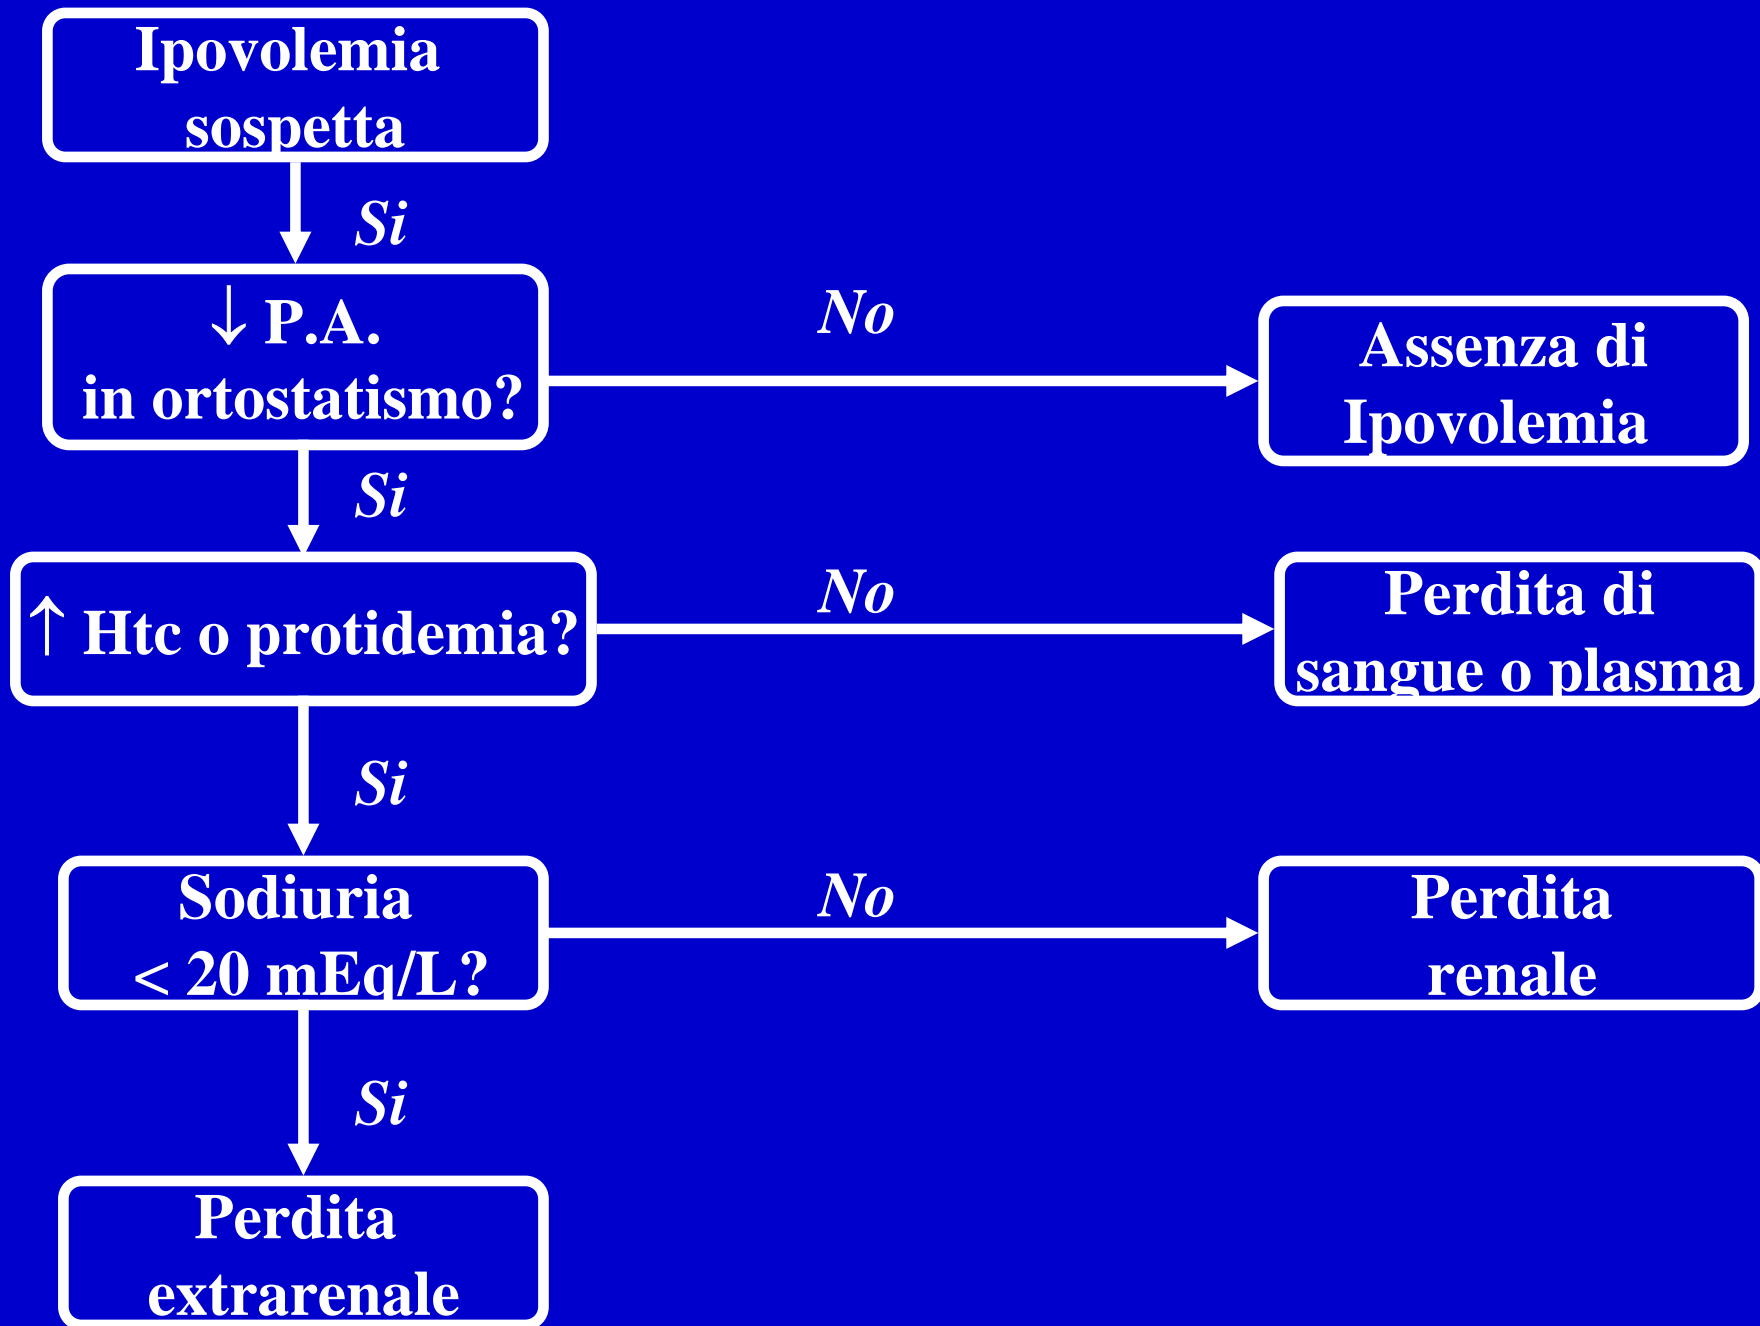 Ipovolemia
sospetta
Si
↓ P.A.
in ortostatismo?
No
Assenza di
Ipovolemia
Si
↑ Htc o protidemia?
No
Perdita di
sangue o plasma
Si
Sodiuria
< 20 mEq/L?
No
Perdita
renale
Si
Perdita
extrarenale